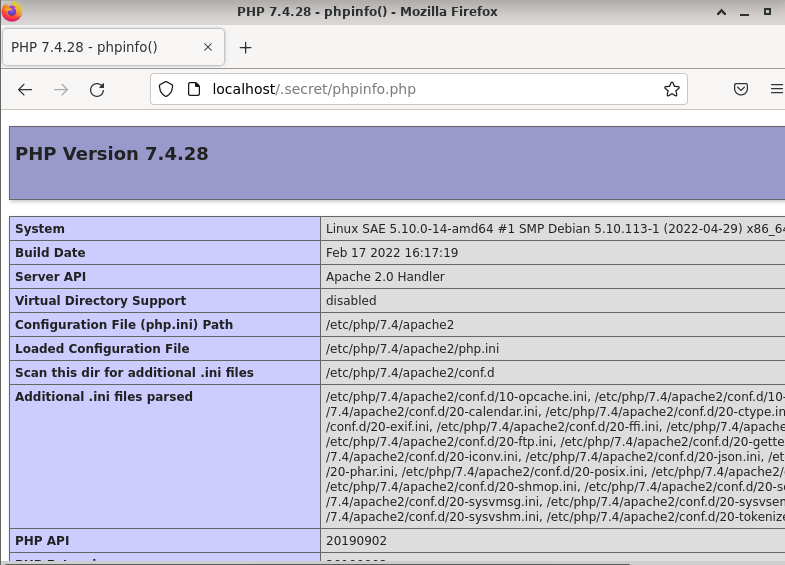 PHP 7.4.28 - phpinfo() - Mozilla Firefox
PHP 7.4.28 - phpinfo()
localhost/.secret/phpinfo.php
PHP Version 7.4.28
System Linux SAE 5.10.0-14-amd64 #1 SMP Debian 5.10.113-1 (2022-04-29) x86_64
Build Date Feb 17 2022 16:17:19
Server API Apache 2.0 Handler
Virtual Directory Support disabled
Configuration File (php.ini) Path /etc/php/7.4/apache2
Loaded Configuration File /etc/php/7.4/apache2/php.ini
Scan this dir for additional .ini files /etc/php/7.4/apache2/conf.d
Additional .ini files parsed /etc/php/7.4/apache2/conf.d/10-opcache.ini, /etc/php/7.4/apache2/conf.d/10-
/7.4/apache2/conf.d/20-calendar.ini, /etc/php/7.4/apache2/conf.d/20-ctype.in
/conf.d/20-exif.ini, /etc/php/7.4/apache2/conf.d/20-ffi.ini, /etc/php/7.4/apache
/etc/php/7.4/apache2/conf.d/20-ftp.ini, /etc/php/7.4/apache2/conf.d/20-gette
/7.4/apache2/conf.d/20-iconv.ini, /etc/php/7.4/apache2/conf.d/20-json.ini, /et
/20-phar.ini, /etc/php/7.4/apache2/conf.d/20-posix.ini, /etc/php/7.4/apache2/
/etc/php/7.4/apache2/conf.d/20-shmop.ini, /etc/php/7.4/apache2/conf.d/20-so
/7.4/apache2/conf.d/20-sysvmsg.ini, /etc/php/7.4/apache2/conf.d/20-sysvsem
/7.4/apache2/conf.d/20-sysvshm.ini, /etc/php/7.4/apache2/conf.d/20-tokenize
PHP API 20190902